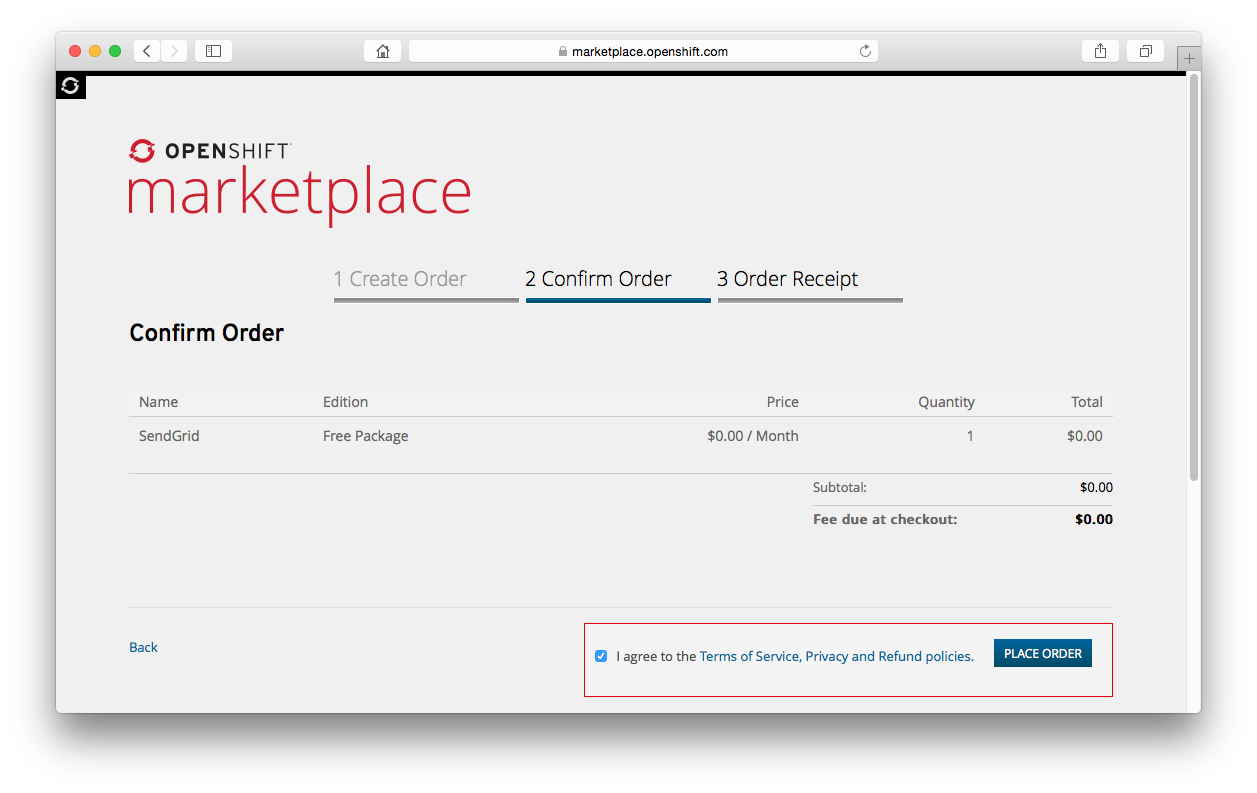 marketplace.openshift.com
OPENSHIFT
marketplace
1 Create Order 2 Confirm Order 3 Order Receipt
Confirm Order
Name Edition Price Quantity Total
SendGrid Free Package $0.00 / Month 1 $0.00
Subtotal: $0.00
Fee due at checkout: $0.00
Back I agree to the Terms of Service, Privacy and Refund policies. PLACE ORDER